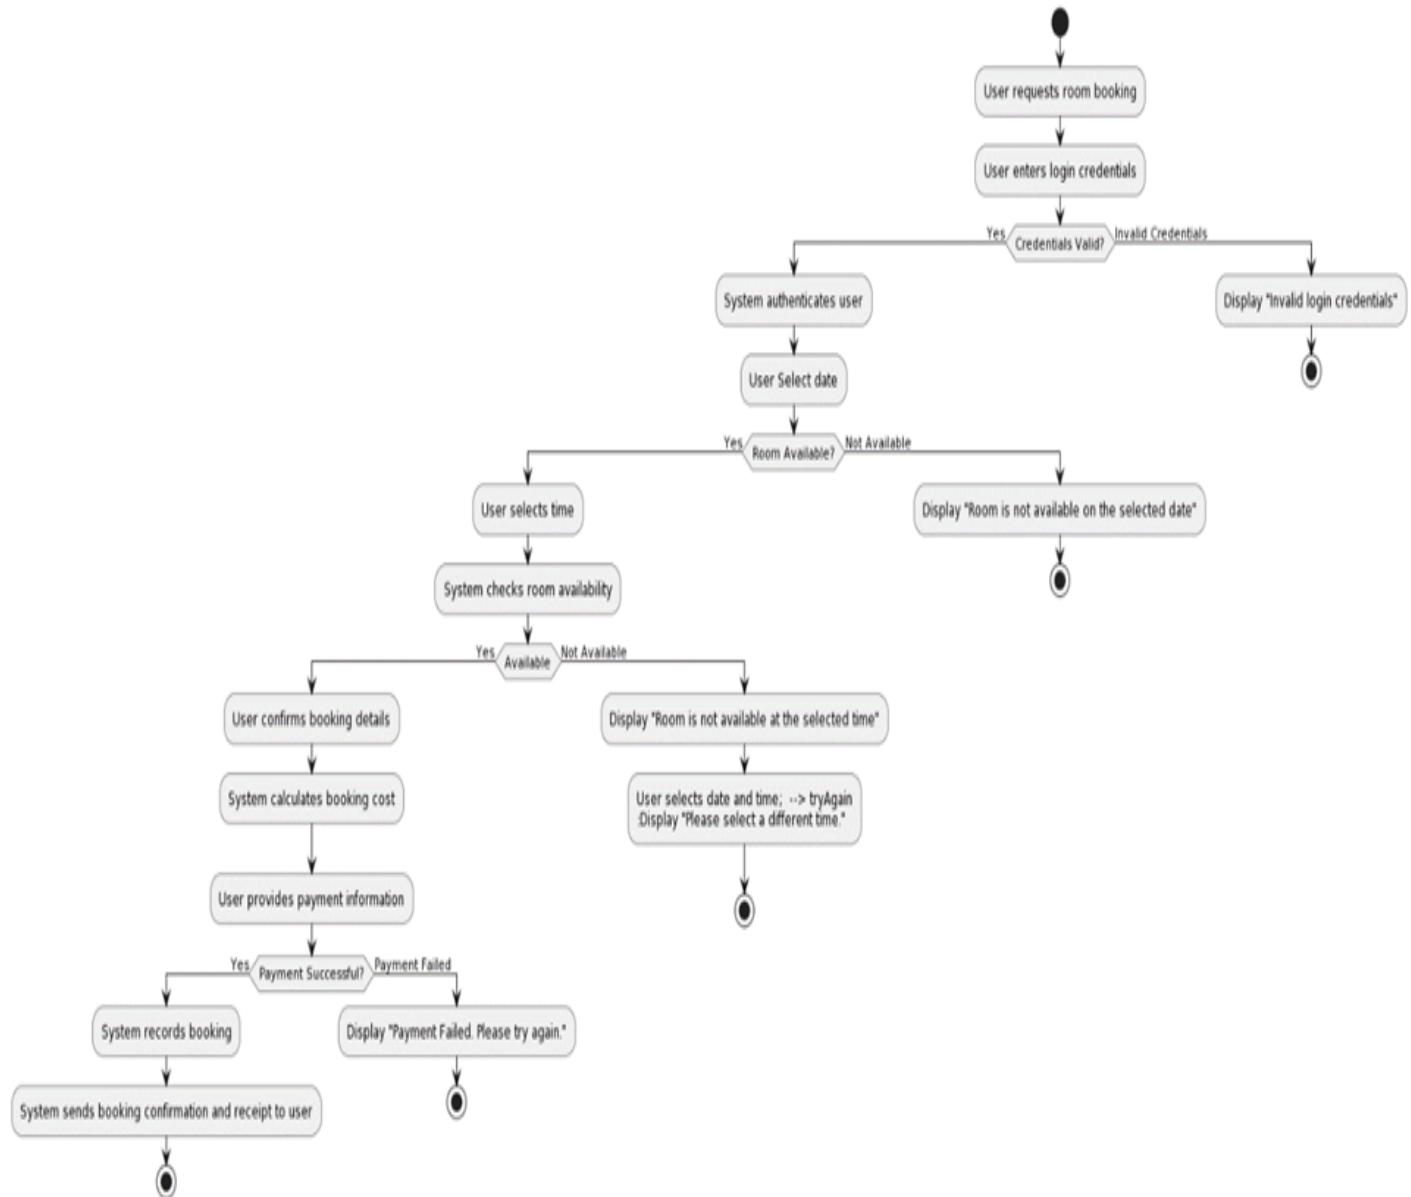 User requests room booking
User enters login credentials
Yes
Credentials Valid?
Invalid Credentials
System authenticates user
Display "Invalid login credentials"
User Select date
Yes
Room Available?
Not Available
User selects time
Display "Room is not available on the selected date"
System checks room availability
Yes
Available
Not Available
User confirms booking details
Display "Room is not available at the selected time"
System calculates booking cost
User selects date and time;  --> tryAgain
:Display "Please select a different time."
User provides payment information
Yes
Payment Successful?
Payment Failed
System records booking
Display "Payment Failed. Please try again."
System sends booking confirmation and receipt to user